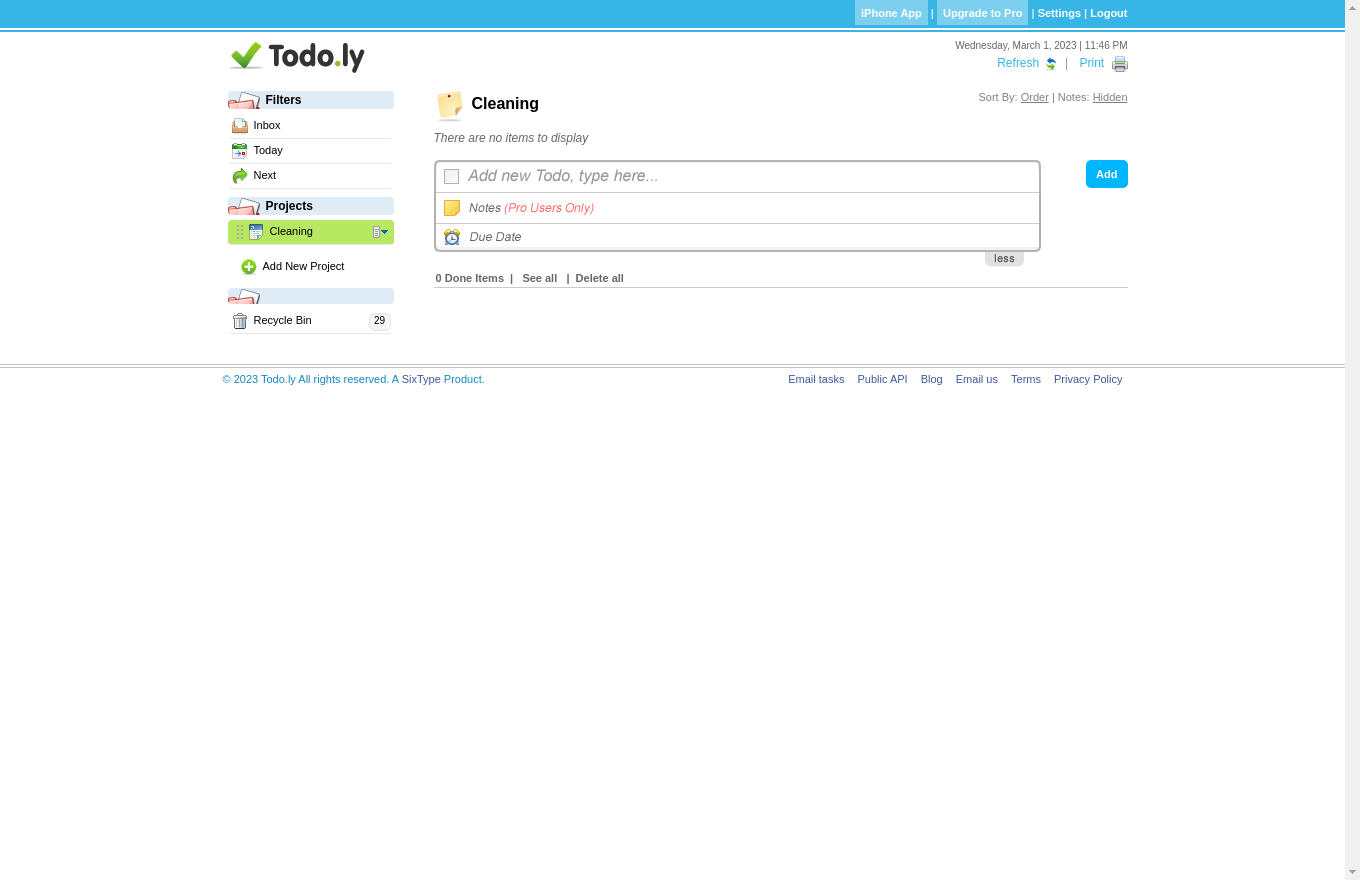 iPhone App | Upgrade to Pro | Settings | Logout
Todo.ly
Wednesday, March 1, 2023 | 11:46 PM
Refresh | Print
Filters
Inbox
Today
Next
Projects
Cleaning
Add New Project
Recycle Bin 29
Cleaning
Sort By: Order | Notes: Hidden
There are no items to display
Add new Todo, type here...
Add
Notes (Pro Users Only)
Due Date
less
0 Done Items | See all | Delete all
© 2023 Todo.ly All rights reserved. A SixType Product.
Email tasks Public API Blog Email us Terms Privacy Policy